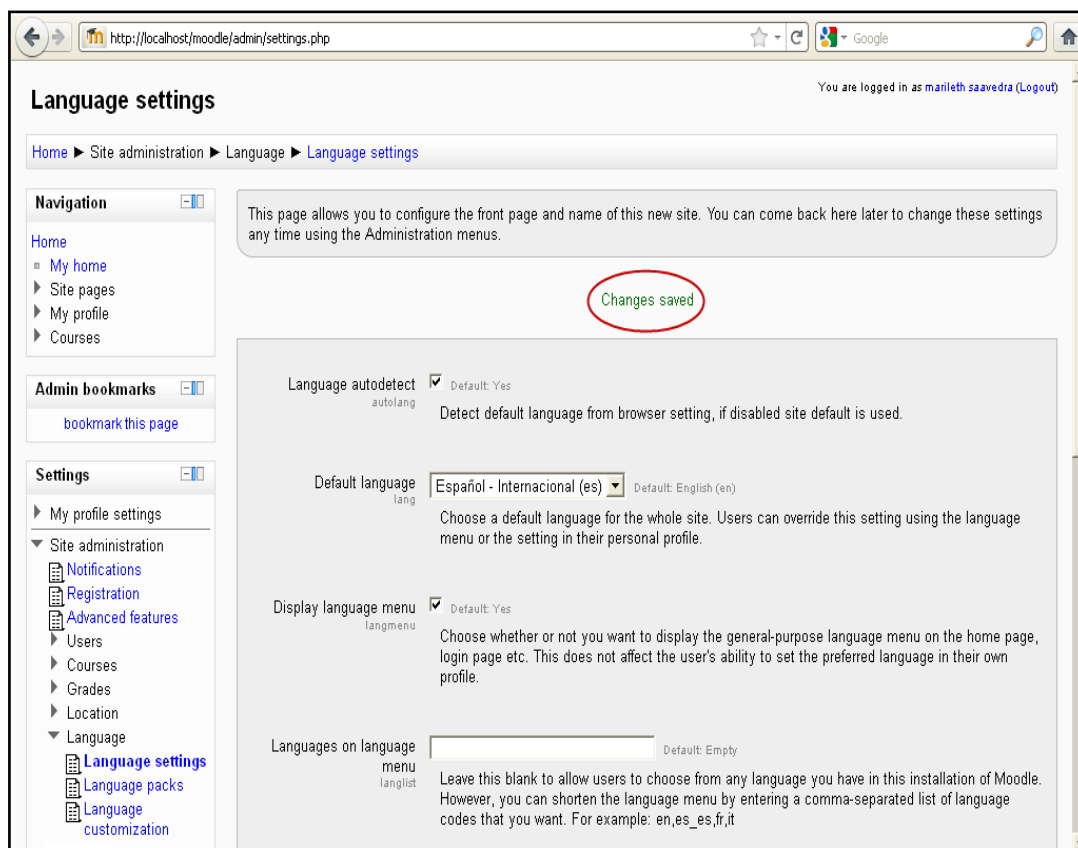 http://localhost/moodle/admin/settings.php
Google
Language settings
You are logged in as marileth saavedra (Logout)
Home ► Site administration ► Language ► Language settings
Navigation
Home
My home
Site pages
My profile
Courses
Admin bookmarks
bookmark this page
Settings
My profile settings
Site administration
Notifications
Registration
Advanced features
Users
Courses
Grades
Location
Language
Language settings
Language packs
Language
customization
This page allows you to configure the front page and name of this new site. You can come back here later to change these settings
any time using the Administration menus.
Changes saved
Language autodetect Default: Yes
autolang
Detect default language from browser setting, if disabled site default is used.
Default language Español - Internacional (es) Default: English (en)
lang
Choose a default language for the whole site. Users can override this setting using the language
menu or the setting in their personal profile.
Display language menu Default: Yes
langmenu
Choose whether or not you want to display the general-purpose language menu on the home page,
login page etc. This does not affect the user's ability to set the preferred language in their own
profile.
Languages on language Default: Empty
menu
langlist
Leave this blank to allow users to choose from any language you have in this installation of Moodle.
However, you can shorten the language menu by entering a comma-separated list of language
codes that you want. For example: en,es_es,fr,it